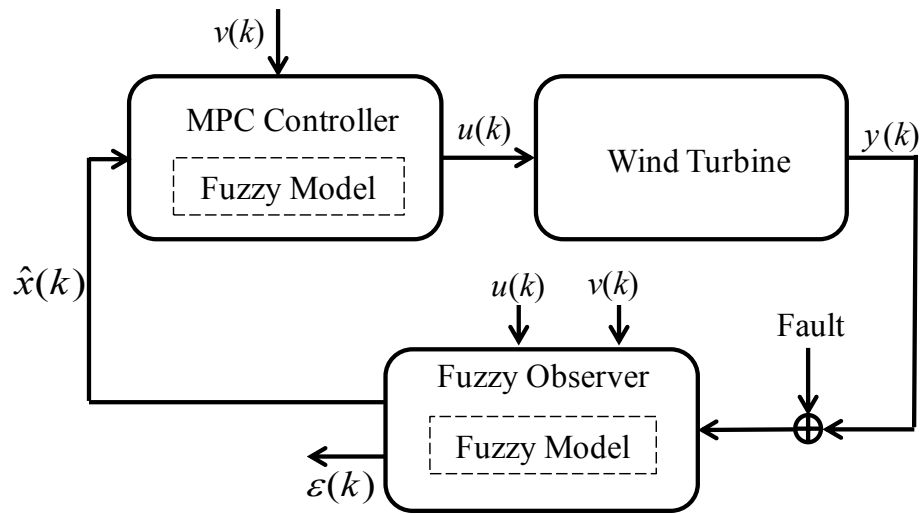 v(k)
MPC Controller
Fuzzy Model
u(k)
Wind Turbine
y(k)
x̂(k)
u(k)
v(k)
Fault
Fuzzy Observer
Fuzzy Model
ε(k)